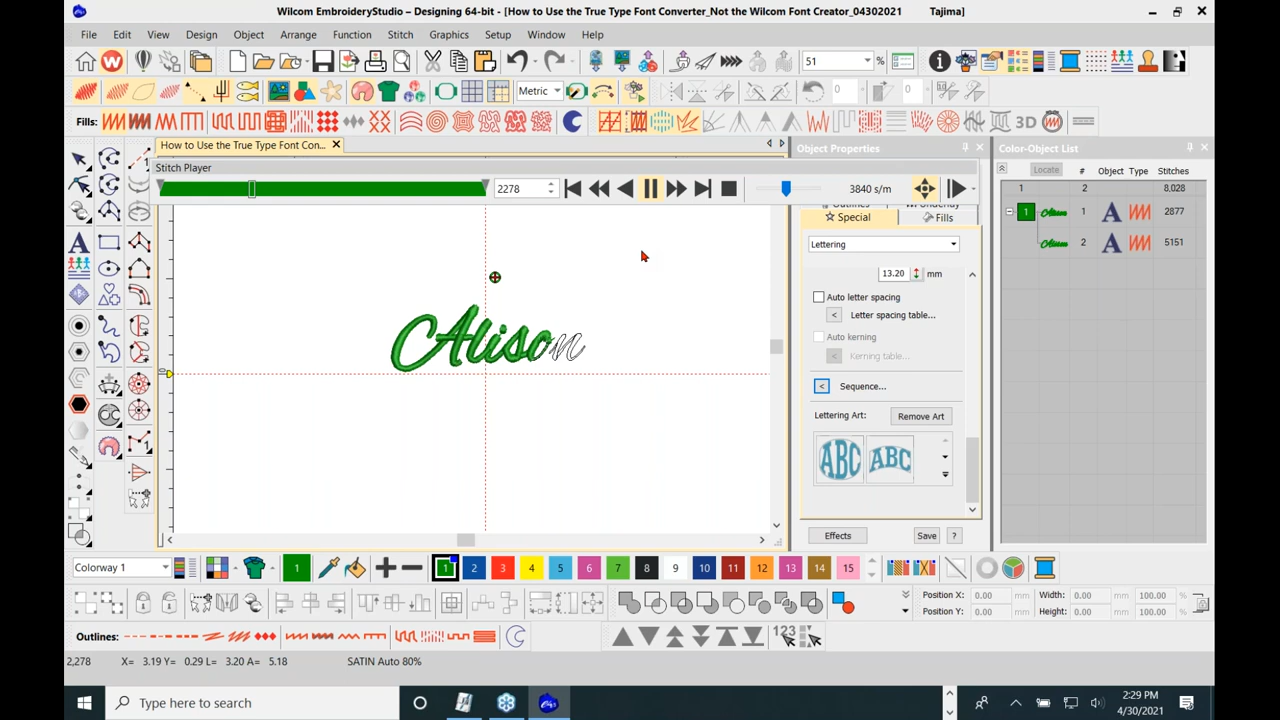 Wilcom EmbroideryStudio – Designing 64-bit - [How to Use the True Type Font Converter_Not the Wilcom Font Creator_04302021 Tajima]
File Edit View Design Object Arrange Function Stitch Graphics Setup Window Help
51 %
Metric 0 0
Fills: 3D
How to Use the True Type Font Con...
Object Properties
Color-Object List
Stitch Player
2278 3840 s/m
Locate # Object Type Stitches
1 2 8,028
1 Alison 1 A 2877
Alison 2 A 5151
Outlines Underlay
Special Fills
Lettering
13.20 mm
Auto letter spacing
< Letter spacing table...
Auto kerning
< Kerning table...
< Sequence...
Lettering Art: Remove Art
ABC ABC
Effects Save ?
Alison
Colorway 1 1 1 2 3 4 5 6 7 8 9 10 11 12 13 14 15
Position X: 0.00 mm Width: 0.00 mm 100.00 %
Position Y: 0.00 mm Height: 0.00 mm 100.00 %
Outlines: 123
2,278 X= 3.19 Y= 0.29 L= 3.20 A= 5.18 SATIN Auto 80%
Type here to search
2:29 PM
4/30/2021